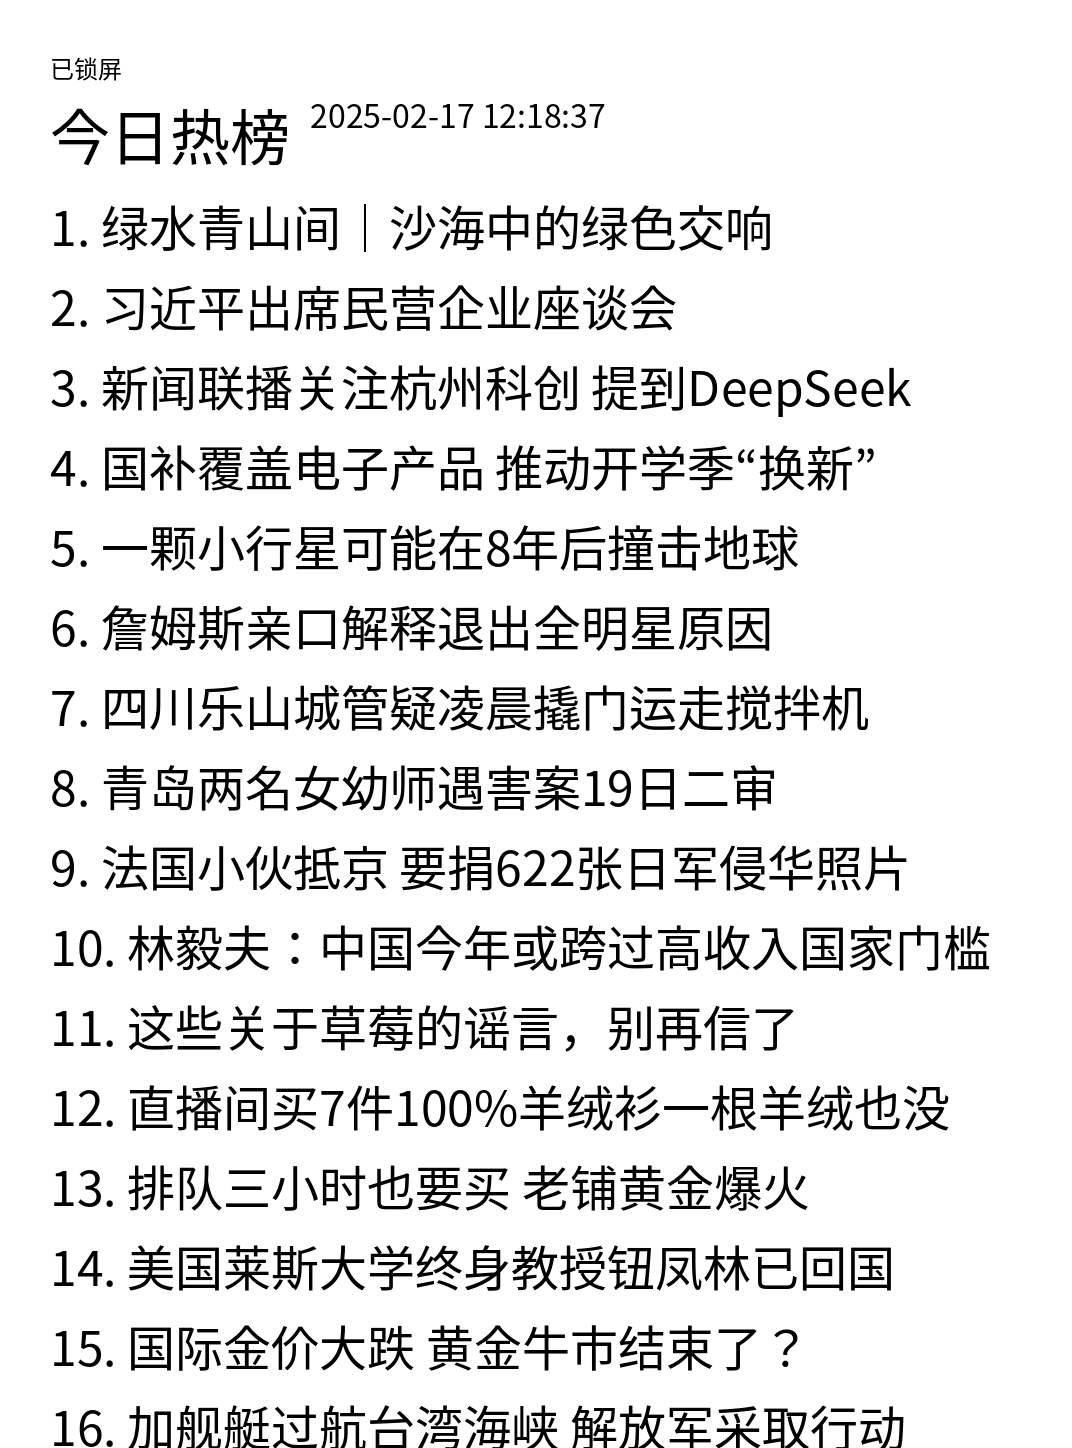 已锁屏
今日热榜 2025-02-17 12:18:37
1. 绿水青山间｜沙海中的绿色交响
2. 习近平出席民营企业座谈会
3. 新闻联播关注杭州科创 提到DeepSeek
4. 国补覆盖电子产品 推动开学季“换新”
5. 一颗小行星可能在8年后撞击地球
6. 詹姆斯亲口解释退出全明星原因
7. 四川乐山城管疑凌晨撬门运走搅拌机
8. 青岛两名女幼师遇害案19日二审
9. 法国小伙抵京 要捐622张日军侵华照片
10. 林毅夫：中国今年或跨过高收入国家门槛
11. 这些关于草莓的谣言，别再信了
12. 直播间买7件100%羊绒衫一根羊绒也没
13. 排队三小时也要买 老铺黄金爆火
14. 美国莱斯大学终身教授钮凤林已回国
15. 国际金价大跌 黄金牛市结束了？
16. 加舰艇过航台湾海峡 解放军采取行动